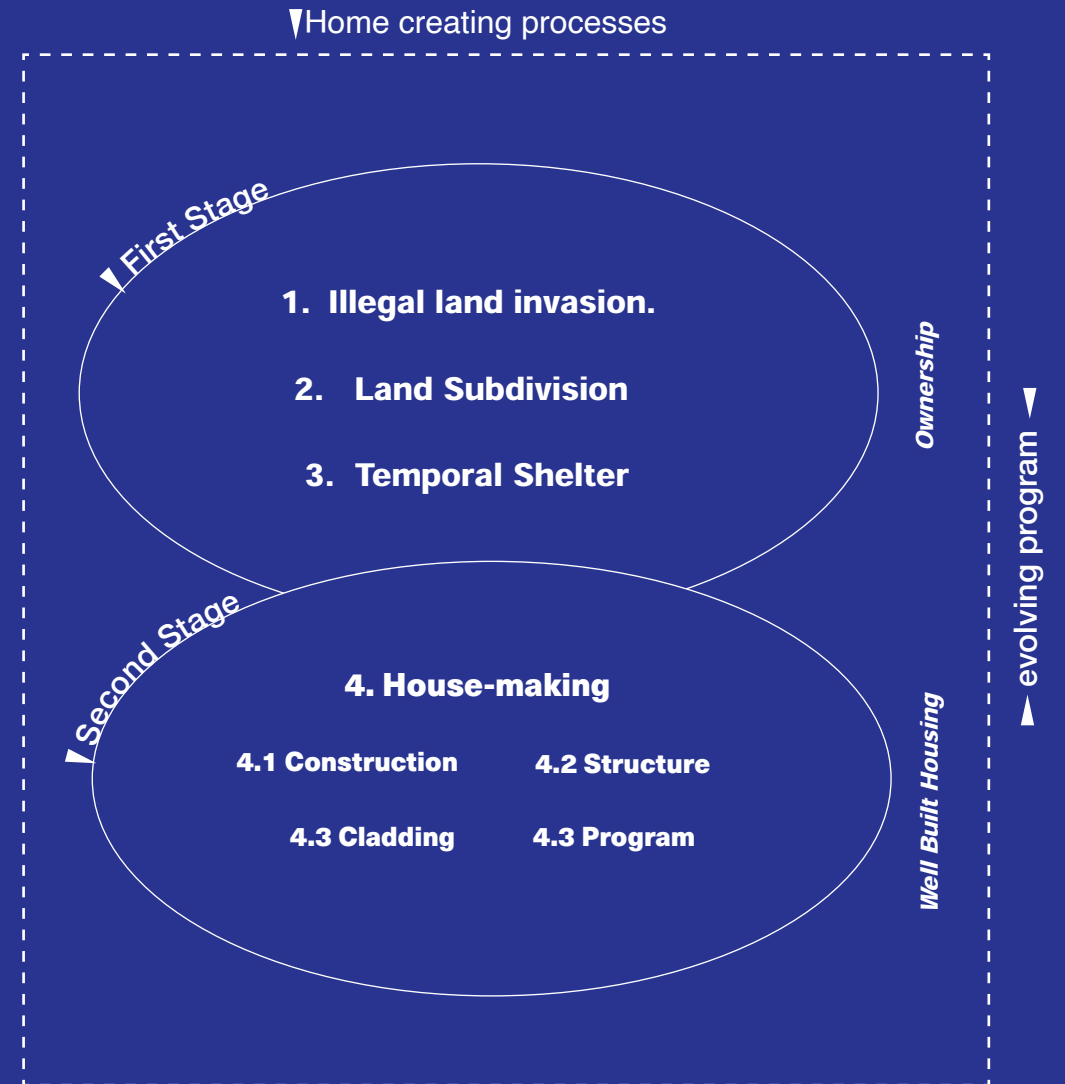 Home creating processes
First Stage
1. Illegal land invasion.
2. Land Subdivision
3. Temporal Shelter
Ownership
evolving program
Second Stage
4. House-making
4.1 Construction
4.2 Structure
4.3 Cladding
4.3 Program
Well Built Housing